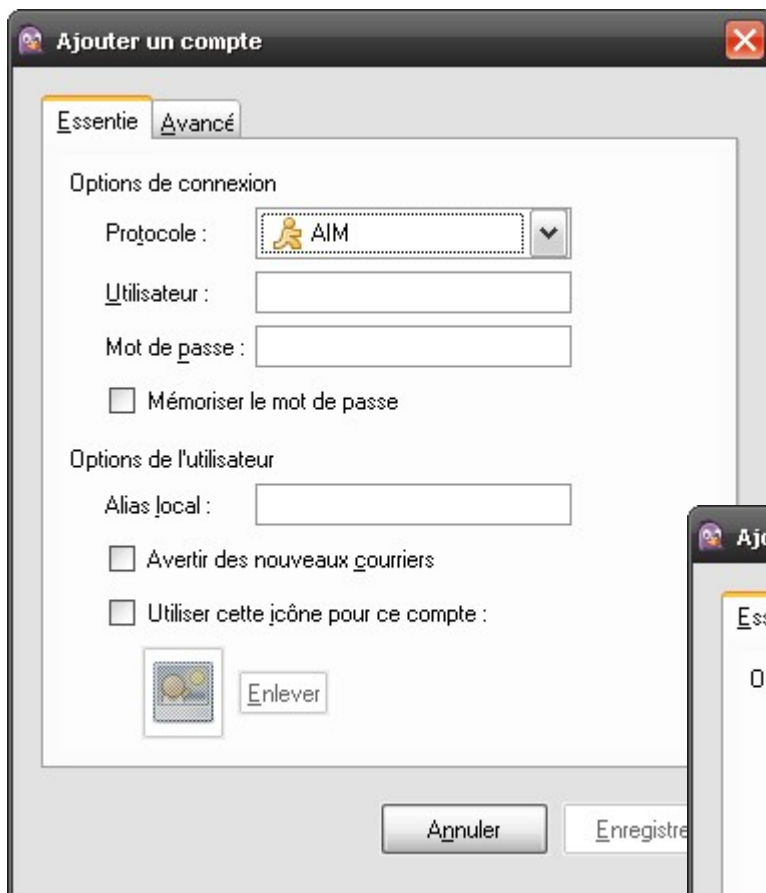 Ajouter un compte
Essentie Avancé
Options de connexion
Protocole : AIM
Utilisateur :
Mot de passe :
Mémoriser le mot de passe
Options de l'utilisateur
Alias local :
Avertir des nouveaux courriers
Utiliser cette icône pour ce compte :
Enlever
Annuler Enregistre
Ajo
Ess
O